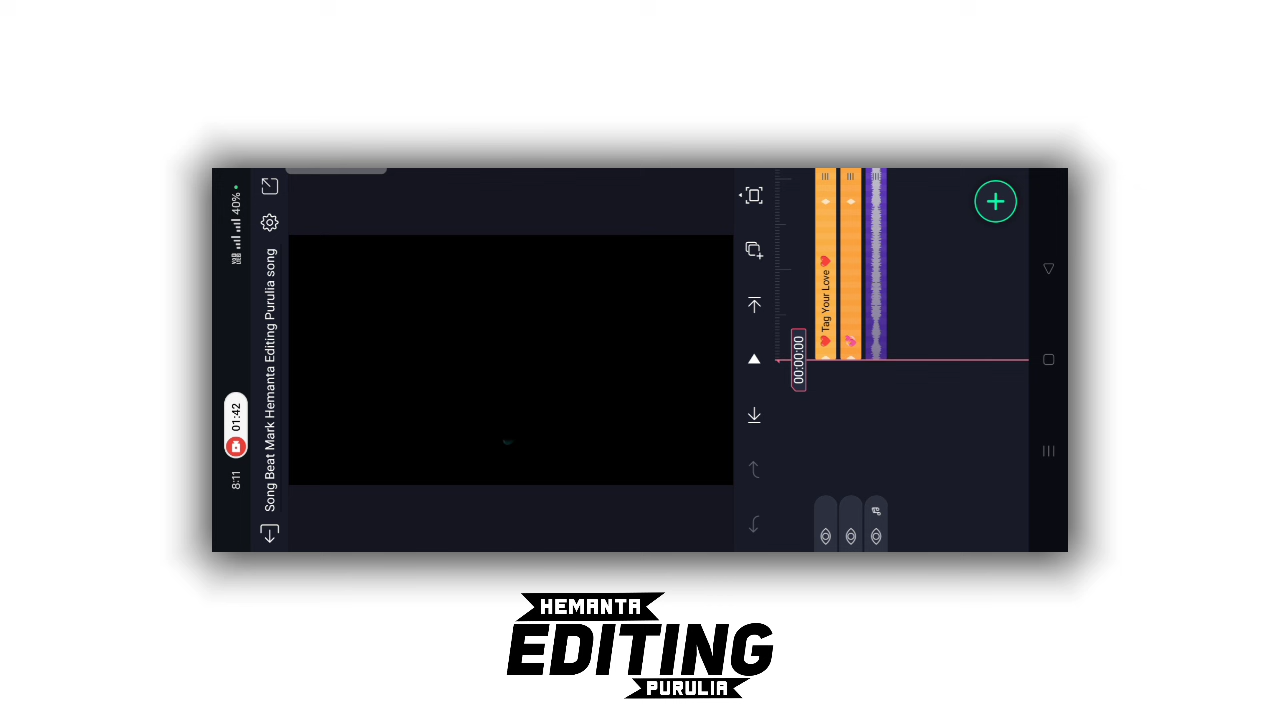 8:11
01:42
40%
Song Beat Mark Hemanta Editing Purulia song
00:00:00
❤️ Tag Your Love ❤️
HEMANTA
EDITING
PURULIA